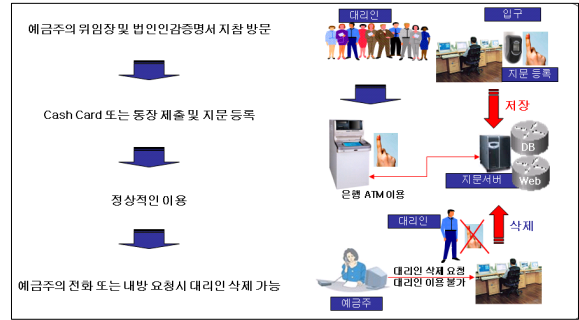 예금주의 위임장 및 법인인감증명서 지참 방문
Cash Card 또는 통장 제출 및 지문 등록
정상적인 이용
예금주의 전화 또는 내방 요청시 대리인 삭제 가능
대리인
입구
지문 등록
저장
DB
Web
지문서버
은행 ATM 이용
대리인
삭제
대리인 삭제 요청
대리인 이용 불가
예금주